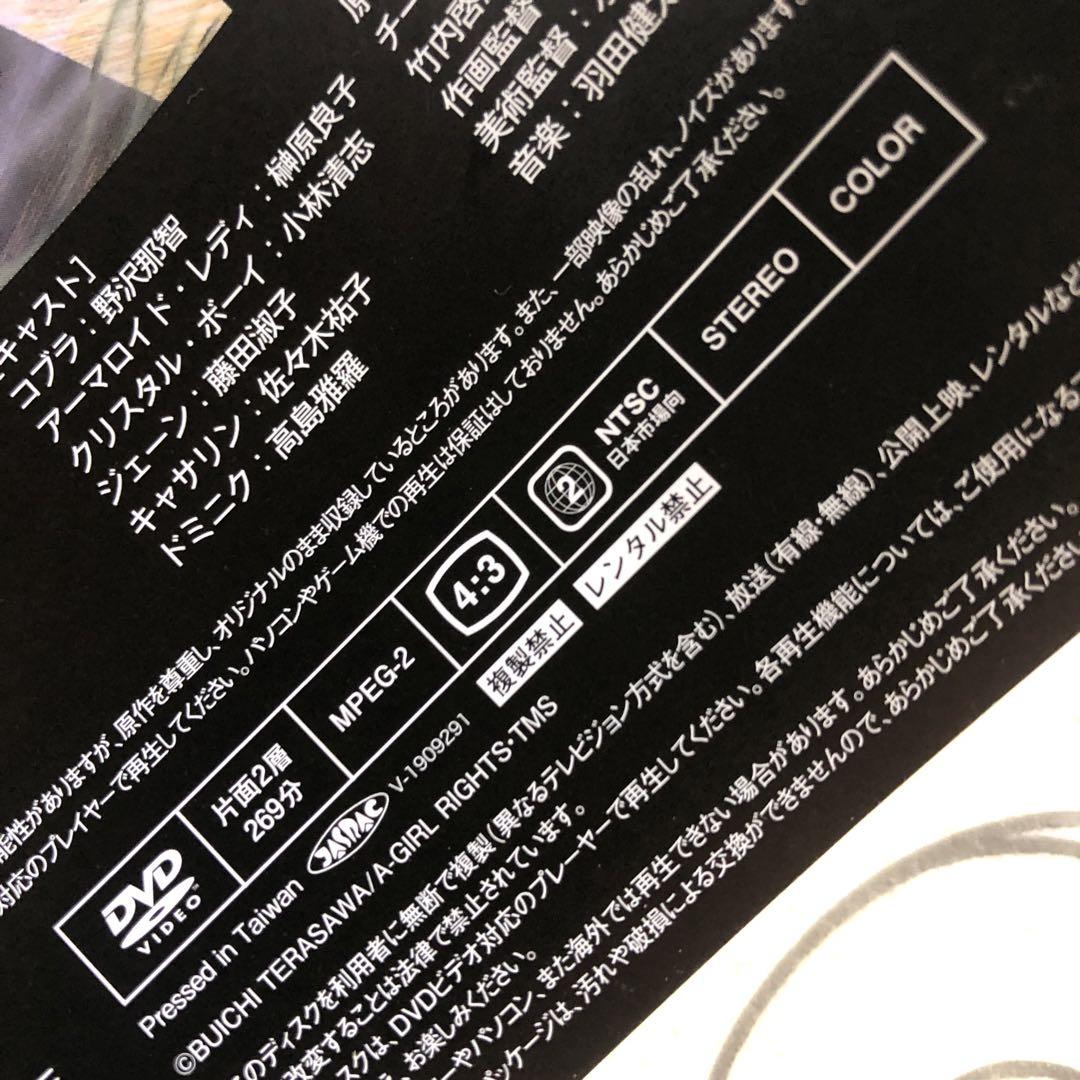 キャスト]
コブラ：野沢那智
アーマロイド・レディ：榊原良子
クリスタル・ボーイ：小林清志
ジェーン：藤田淑子
キャサリン：佐々木祐子
ドミニク：高島雅羅
チー
竹内啓
作画監督：
美術監督：
音楽：羽田健太
能性がありますが、原作を尊重し、オリジナルのまま収録しているところがあります。また、一部映像の乱れ、ノイズがあります。
対応のプレイヤーで再生してください。パソコンやゲーム機での再生は保証はしておりません。あらかじめご了承ください。
DVD
VIDEO
片面2層
269分
MPEG-2
4:3
2
NTSC
日本市場向
STEREO
COLOR
複製禁止
レンタル禁止
Pressed in Taiwan
JASRAC
V-1909291
©BUICHI TERASAWA/A-GIRL RIGHTS・TMS
このディスクを利用者に無断で複製(異なるテレビジョン方式を含む)、放送(有線・無線)、公開上映、レンタルなど
改変することは法律で禁止されています。
スクは、DVDビデオ対応のプレーヤーで再生してください。各再生機能については、ご使用になる
お楽しみください。
ーやパソコン、また海外では再生できない場合があります。あらかじめご了承ください。
パッケージは、汚れや破損による交換ができませんので、あらかじめご了承ください